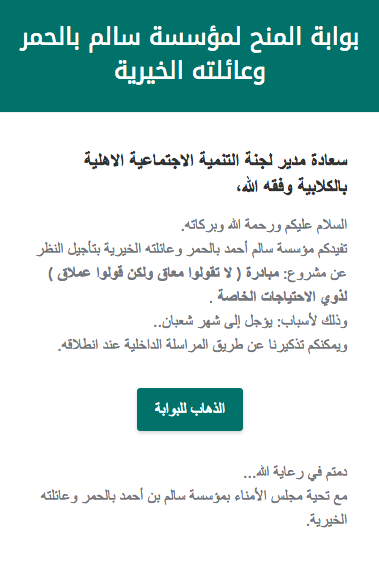 بوابة المنح لمؤسسة سالم بالحمر
وعائلته الخيرية
سعادة مدير لجنة التنمية الاجتماعية الاهلية
بالكلابية وفقه الله،
السلام عليكم ورحمة الله وبركاته.
تفيدكم مؤسسة سالم أحمد بالحمر وعائلته الخيرية بتأجيل النظر
عن مشروع: مبادرة ( لا تقولوا معاق ولكن قولوا عملاق )
لذوي الاحتياجات الخاصة .
وذلك لأسباب: يؤجل إلى شهر شعبان..
ويمكنكم تذكيرنا عن طريق المراسلة الداخلية عند انطلاقه.
الذهاب للبوابة
دمتم في رعاية الله...
مع تحية مجلس الأمناء بمؤسسة سالم بن أحمد بالحمر وعائلته
الخيرية.